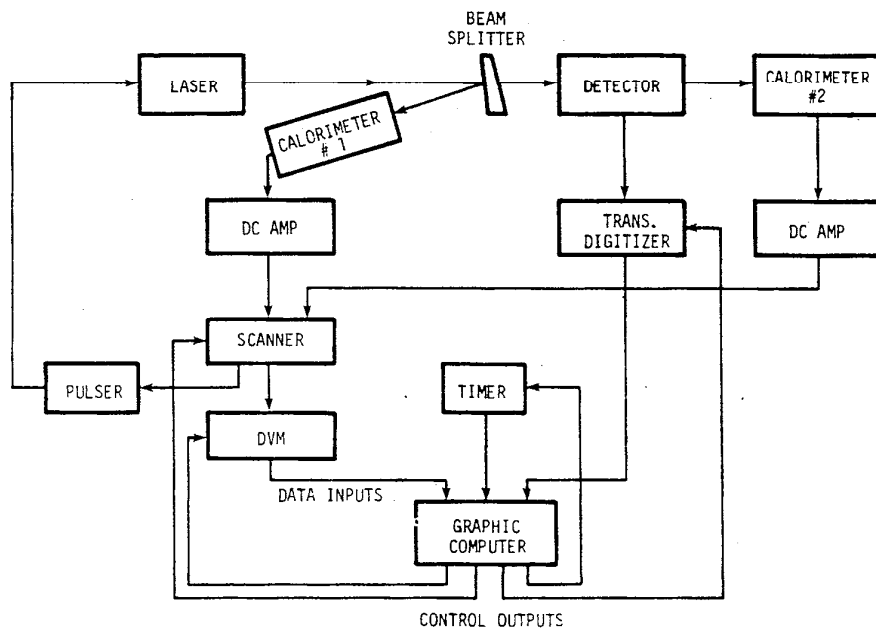 BEAM
SPLITTER
LASER
DETECTOR
CALORIMETER
#2
CALORIMETER
# 1
DC AMP
TRANS.
DIGITIZER
DC AMP
SCANNER
PULSER
TIMER
DVM
DATA INPUTS
GRAPHIC
COMPUTER
CONTROL OUTPUTS